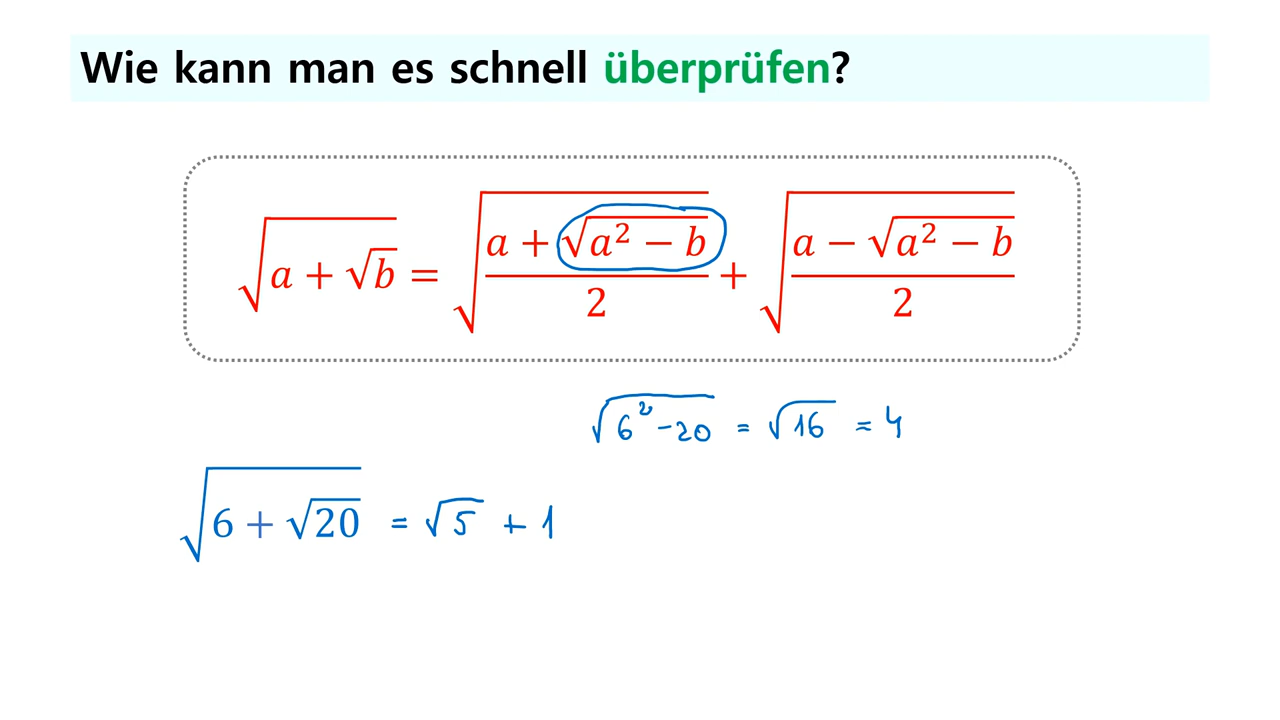 Wie kann man es schnell überprüfen?
√(a + √b) = √((a + √(a² − b))/2) + √((a − √(a² − b))/2)
√(6² − 20) = √16 = 4
√(6 + √20) = √5 + 1